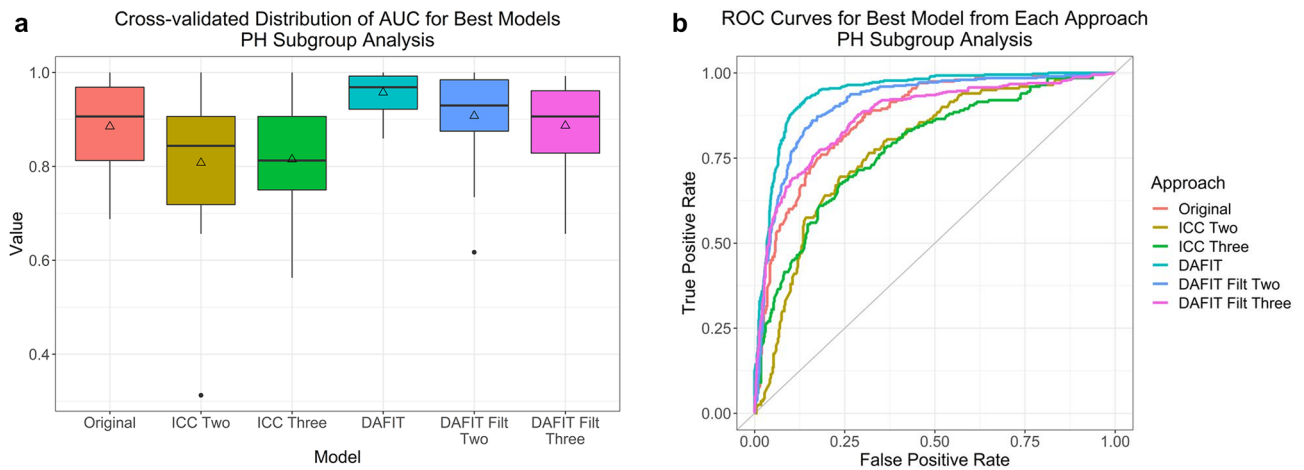 a
Cross-validated Distribution of AUC for Best Models
PH Subgroup Analysis
Value
1.0
0.8
0.6
0.4
Original
ICC Two
ICC Three
DAFIT
DAFIT Filt
Two
DAFIT Filt
Three
Model
b
ROC Curves for Best Model from Each Approach
PH Subgroup Analysis
True Positive Rate
1.00
0.75
0.50
0.25
0.00
0.00
0.25
0.50
0.75
1.00
False Positive Rate
Approach
Original
ICC Two
ICC Three
DAFIT
DAFIT Filt Two
DAFIT Filt Three